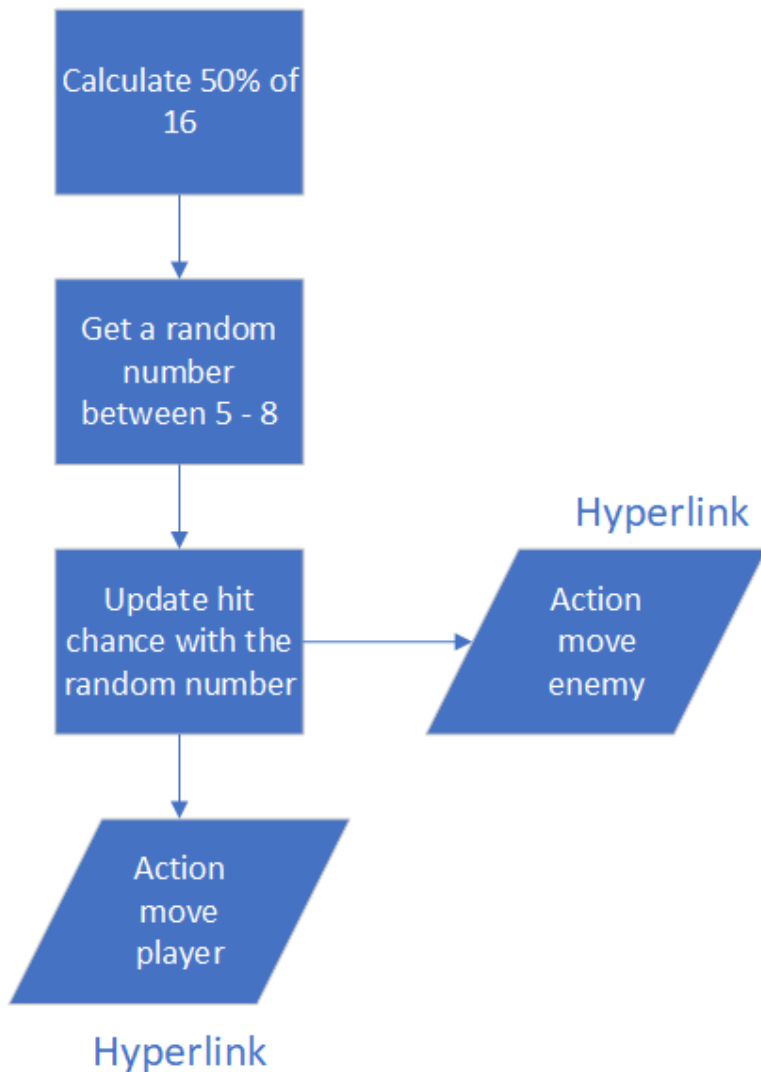 Calculate 50% of
16
Get a random
number
between 5 - 8
Update hit
chance with the
random number
Hyperlink
Action
move
enemy
Action
move
player
Hyperlink